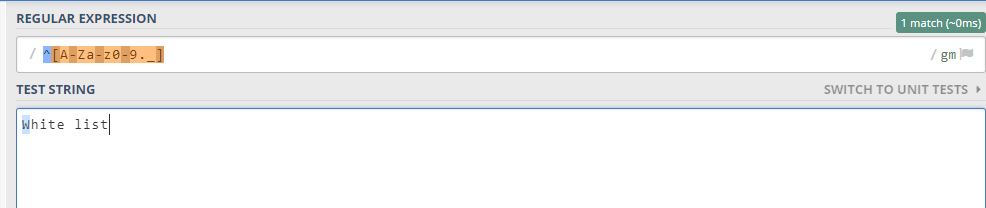 REGULAR EXPRESSION
1 match (~0ms)
/ ^[A-Za-z0-9._] / gm
TEST STRING
SWITCH TO UNIT TESTS
White list